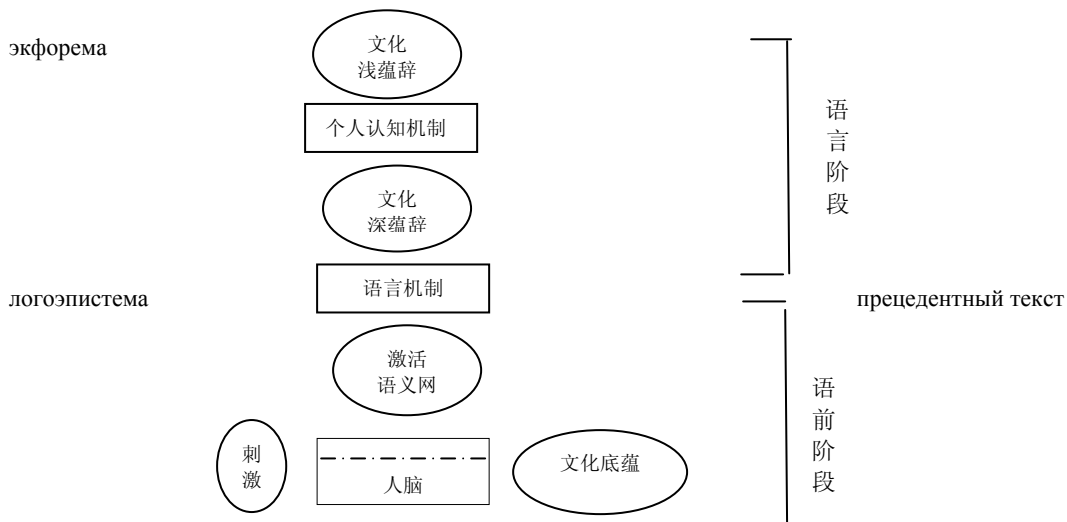 экфорема
文化
浅蕴辞
个人认知机制
文化
深蕴辞
语言阶段
语言机制
логоэпистема
прецедентный текст
激活
语义网
刺激
人脑
文化底蕴
语前阶段